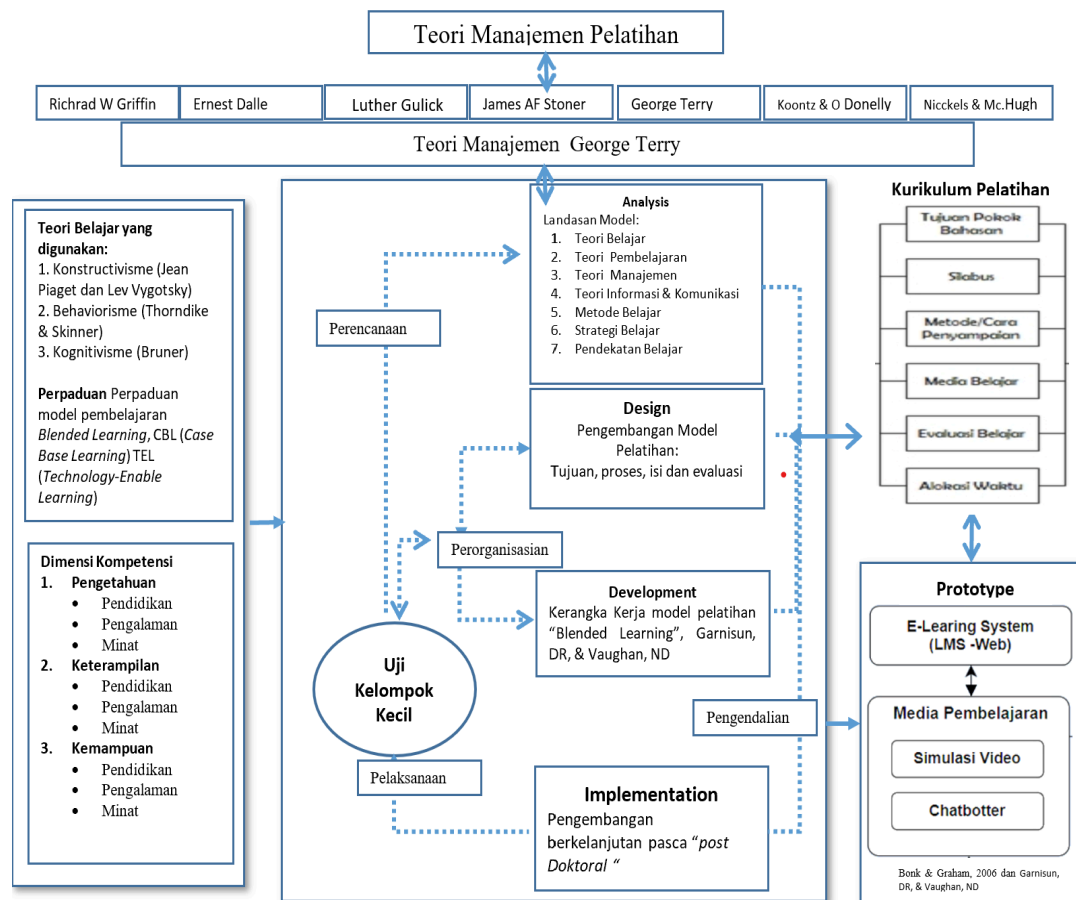 Teori Manajemen Pelatihan
Richrad W Griffin
Ernest Dalle
Luther Gulick
James AF Stoner
George Terry
Koontz & O Donelly
Nicckels & Mc.Hugh
Teori Manajemen George Terry
Teori Belajar yang
digunakan:
1. Konstructivisme (Jean
Piaget dan Lev Vygotsky)
2. Behaviorisme (Thorndike
& Skinner)
3. Kognitivisme (Bruner)
Perpaduan Perpaduan
model pembelajaran
Blended Learning, CBL (Case
Base Learning) TEL
(Technology-Enable
Learning)
Dimensi Kompetensi
1. Pengetahuan
• Pendidikan
• Pengalaman
• Minat
2. Keterampilan
• Pendidikan
• Pengalaman
• Minat
3. Kemampuan
• Pendidikan
• Pengalaman
• Minat
Perencanaan
Analysis
Landasan Model:
1. Teori Belajar
2. Teori Pembelajaran
3. Teori Manajemen
4. Teori Informasi & Komunikasi
5. Metode Belajar
6. Strategi Belajar
7. Pendekatan Belajar
Design
Pengembangan Model
Pelatihan:
Tujuan, proses, isi dan evaluasi
Perorganisasian
Development
Kerangka Kerja model pelatihan
“Blended Learning”, Garnisun,
DR, & Vaughan, ND
Uji
Kelompok
Kecil
Pengendalian
Pelaksanaan
Implementation
Pengembangan
berkelanjutan pasca “post
Doktoral “
Kurikulum Pelatihan
Tujuan Pokok
Bahasan
Silabus
Metode/Cara
Penyampaian
Media Belajar
Evaluasi Belajar
Alokasi Waktu
Prototype
E-Learing System
(LMS -Web)
Media Pembelajaran
Simulasi Video
Chatbotter
Bonk & Graham, 2006 dan Garnisun,
DR, & Vaughan, ND